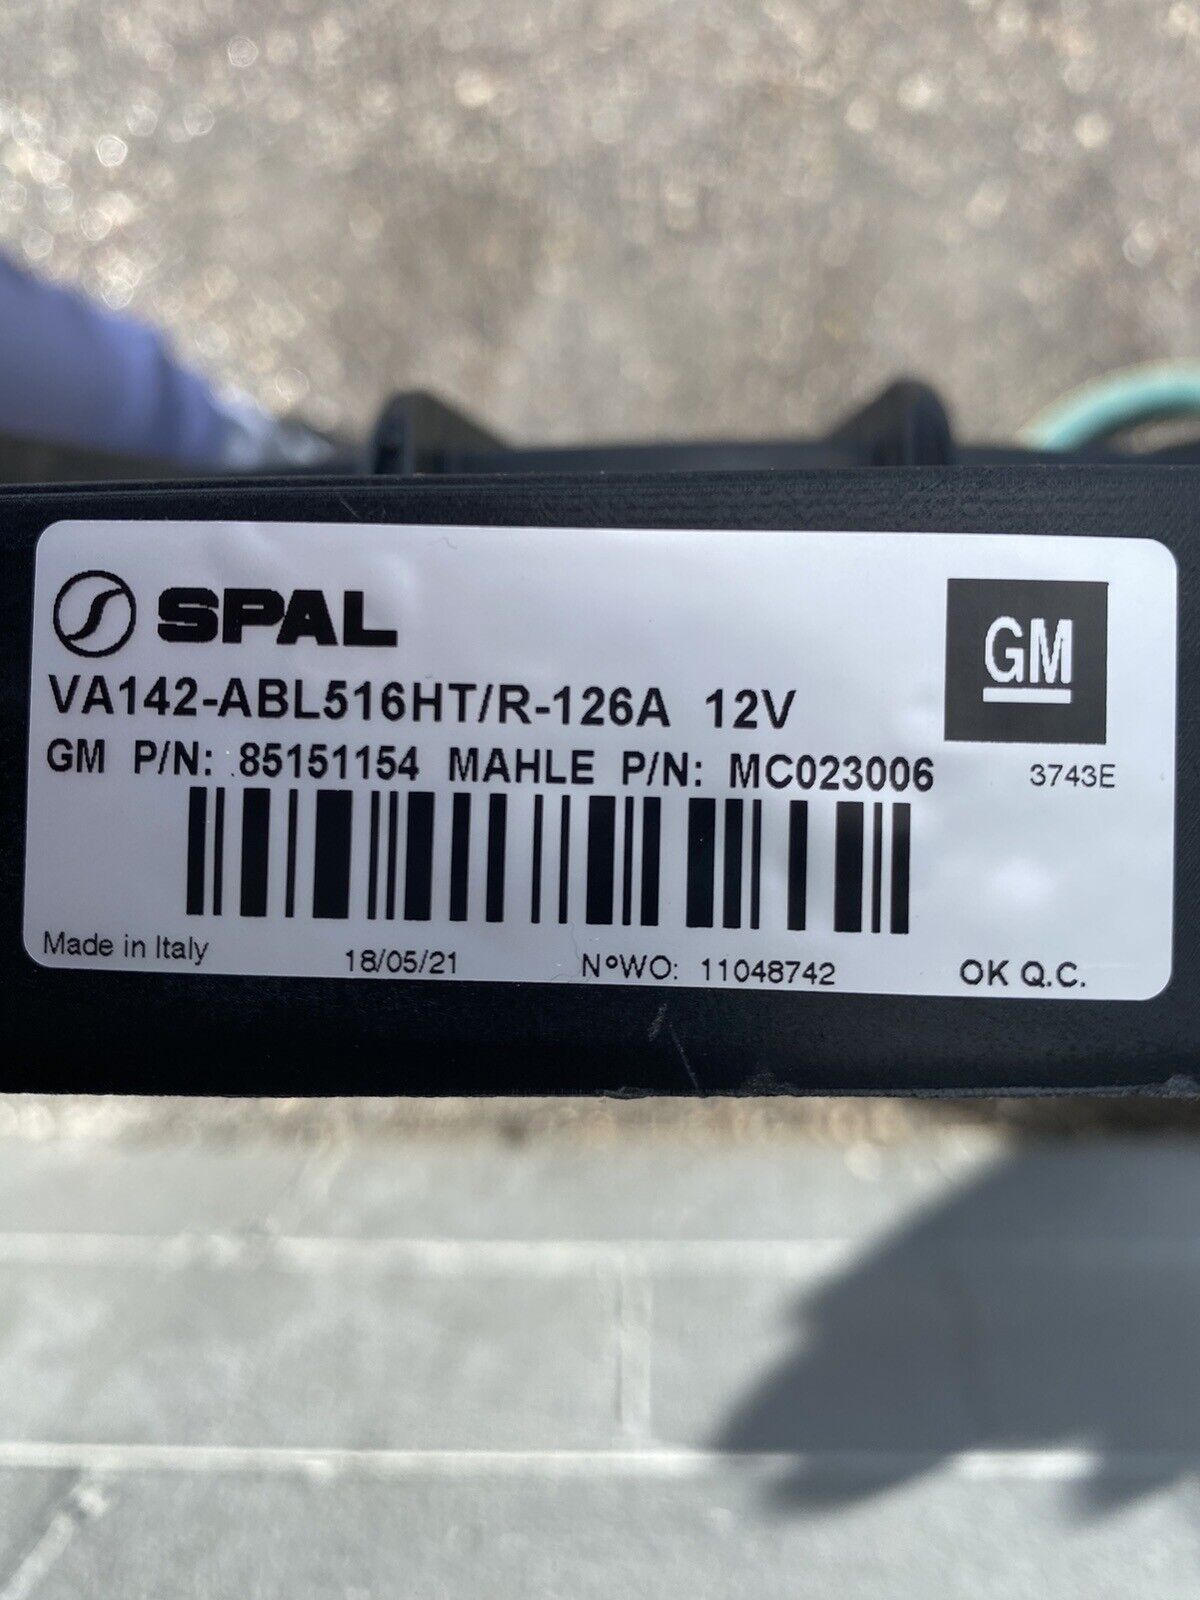 SPAL
GM
VA142-ABL516HT/R-126A 12V
GM P/N: 85151154 MAHLE P/N: MC023006
3743E
Made in Italy 18/05/21 NºWO: 11048742 OK Q.C.